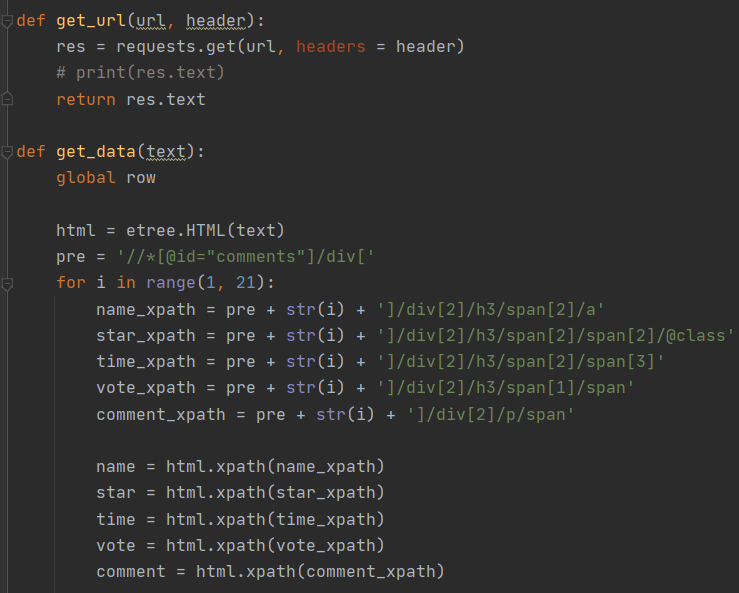 def get_url(url, header):
    res = requests.get(url, headers = header)
    # print(res.text)
    return res.text

def get_data(text):
    global row

    html = etree.HTML(text)
    pre = '//*[@id="comments"]/div['
    for i in range(1, 21):
        name_xpath = pre + str(i) + ']/div[2]/h3/span[2]/a'
        star_xpath = pre + str(i) + ']/div[2]/h3/span[2]/span[2]/@class'
        time_xpath = pre + str(i) + ']/div[2]/h3/span[2]/span[3]'
        vote_xpath = pre + str(i) + ']/div[2]/h3/span[1]/span'
        comment_xpath = pre + str(i) + ']/div[2]/p/span'

        name = html.xpath(name_xpath)
        star = html.xpath(star_xpath)
        time = html.xpath(time_xpath)
        vote = html.xpath(vote_xpath)
        comment = html.xpath(comment_xpath)